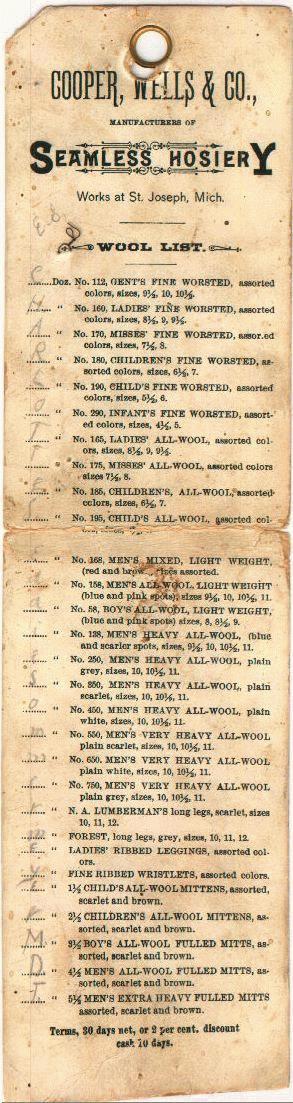 COOPER, WELLS & CO.,
MANUFACTURERS OF
SEAMLESS HOSIERY
Works at St. Joseph, Mich.
WOOL LIST.
........Doz. No. 112, GENT'S FINE WORSTED, assorted
colors, sizes, 9½, 10, 10½.
........ " No. 160, LADIES' FINE WORSTED, assorted
colors, sizes, 8½, 9, 9½.
........ " No. 170, MISSES' FINE WORSTED, assor.ed
colors, sizes, 7½, 8.
........ " No. 180, CHILDREN'S FINE WORSTED, as-
sorted colors, sizes, 6½, 7.
........ " No. 190, CHILD'S FINE WORSTED, assorted
colors, sizes, 5½, 6.
........ " No. 290, INFANT'S FINE WORSTED, assort-
ed colors, sizes, 4½, 5.
........ " No. 165, LADIES' ALL-WOOL, assorted col-
ors, sizes, 8½, 9, 9½.
........ " No. 175, MISSES' ALL-WOOL, assorted colors
sizes 7½, 8.
........ " No. 185, CHILDREN'S, ALL-WOOL, assorted
colors, sizes, 6½, 7.
........ " No. 195, CHILD'S ALL-WOOL, assorted col-
........ " No. 168, MEN'S MIXED, LIGHT WEIGHT,
(red and brow sizes assorted.
........ " No. 158, MEN'S ALL-WOOL, LIGHT WEIGHT
(blue and pink spots), sizes, 9½, 10, 10½, 11.
........ " No. 58, BOY'S ALL-WOOL, LIGHT WEIGHT,
(blue and pink spots) sizes, 8, 8½, 9.
........ " No. 138, MEN'S HEAVY ALL-WOOL, (blue
and scarlet spots, sizes, 9½, 10, 10½, 11.
........ " No. 250, MEN'S HEAVY ALL-WOOL, plain
grey, sizes, 10, 10½, 11.
........ " No. 350, MEN'S HEAVY ALL-WOOL, plain
scarlet, sizes, 10, 10½, 11.
........ " No. 450, MEN'S HEAVY ALL-WOOL, plain
white, sizes, 10, 10½, 11.
........ " No. 550, MEN'S VERY HEAVY ALL-WOOL
plain scarlet, sizes, 10, 10½, 11.
........ " No. 650, MEN'S VERY HEAVY ALL-WOOL
plain white, sizes, 10, 10½, 11.
........ " No. 750, MEN'S VERY HEAVY ALL-WOOL
plain grey, sizes, 10, 10½, 11.
........ " N. A. LUMBERMAN'S long legs, scarlet, sizes
10, 11, 12.
........ " FOREST, long legs, grey, sizes, 10, 11, 12.
........ " LADIES' RIBBED LEGGINGS, assorted col-
ors.
........ " FINE RIBBED WRISTLETS, assorted colors.
........ " 1½ CHILD'S ALL-WOOL MITTENS, assorted,
scarlet and brown.
........ " 2½ CHILDREN'S ALL-WOOL MITTENS, as-
sorted, scarlet and brown.
........ " 3½ BOY'S ALL-WOOL FULLED MITTS, as-
sorted, scarlet and brown.
........ " 4½ MEN'S ALL-WOOL FULLED MITTS, as-
sorted, scarlet and brown.
........ " 5½ MEN'S EXTRA HEAVY FULLED MITTS
assorted, scarlet and brown.
Terms, 30 days net, or 2 per cent. discount
cash 10 days.